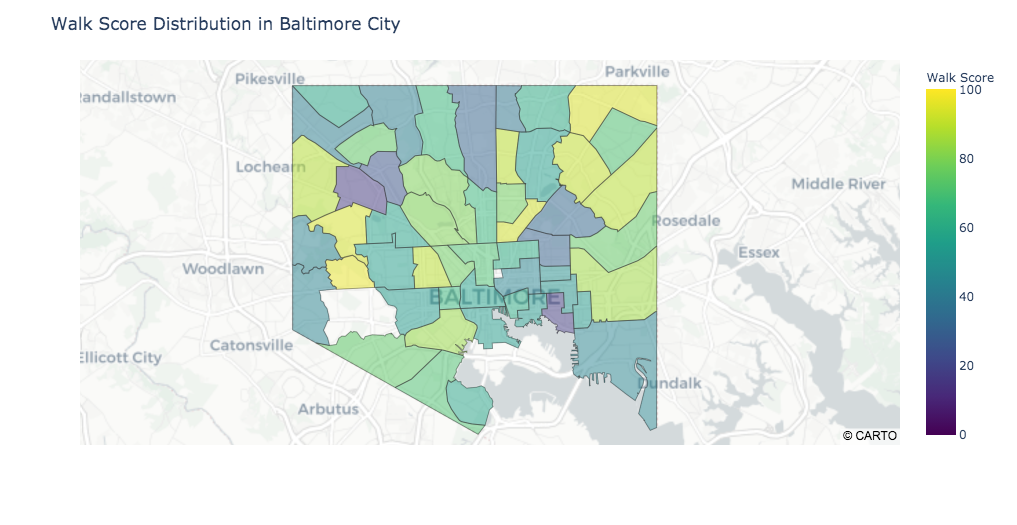 Walk Score Distribution in Baltimore City
Pikesville
Parkville
Walk Score
100
andallstown
80
Lochearn
Middle River
Rosedale
60
Essex
Woodlawn
BALTIMORE
40
Catonsville
Ellicott City
20
Dundalk
Arbutus
© CARTO
0